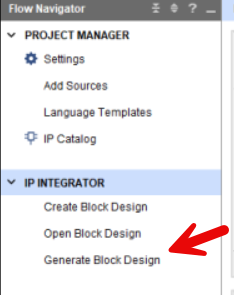 Flow Navigator
PROJECT MANAGER
Settings
Add Sources
Language Templates
IP Catalog
IP INTEGRATOR
Create Block Design
Open Block Design
Generate Block Design